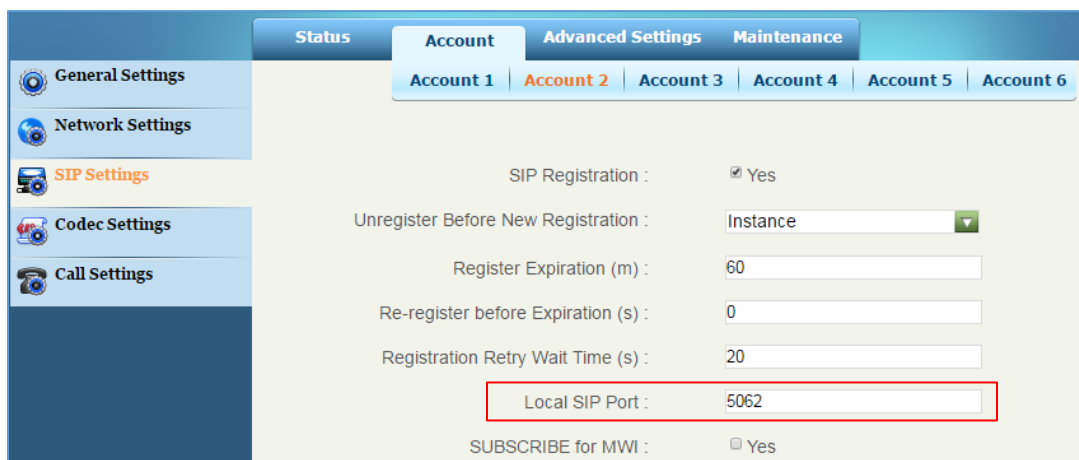 Status Account Advanced Settings Maintenance
General Settings
Account 1 Account 2 Account 3 Account 4 Account 5 Account 6
Network Settings
SIP Settings
Codec Settings
Call Settings
SIP Registration : Yes
Unregister Before New Registration : Instance
Register Expiration (m) : 60
Re-register before Expiration (s) : 0
Registration Retry Wait Time (s) : 20
Local SIP Port : 5062
SUBSCRIBE for MWI : Yes